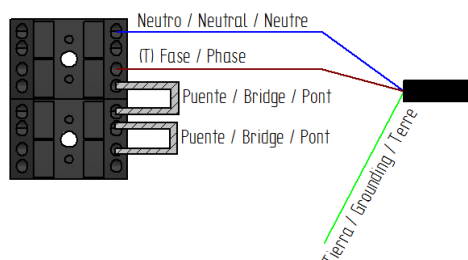 Neutro / Neutral / Neutre
(T) Fase / Phase
Puente / Bridge / Pont
Puente / Bridge / Pont
Tierra / Grounding / Terre